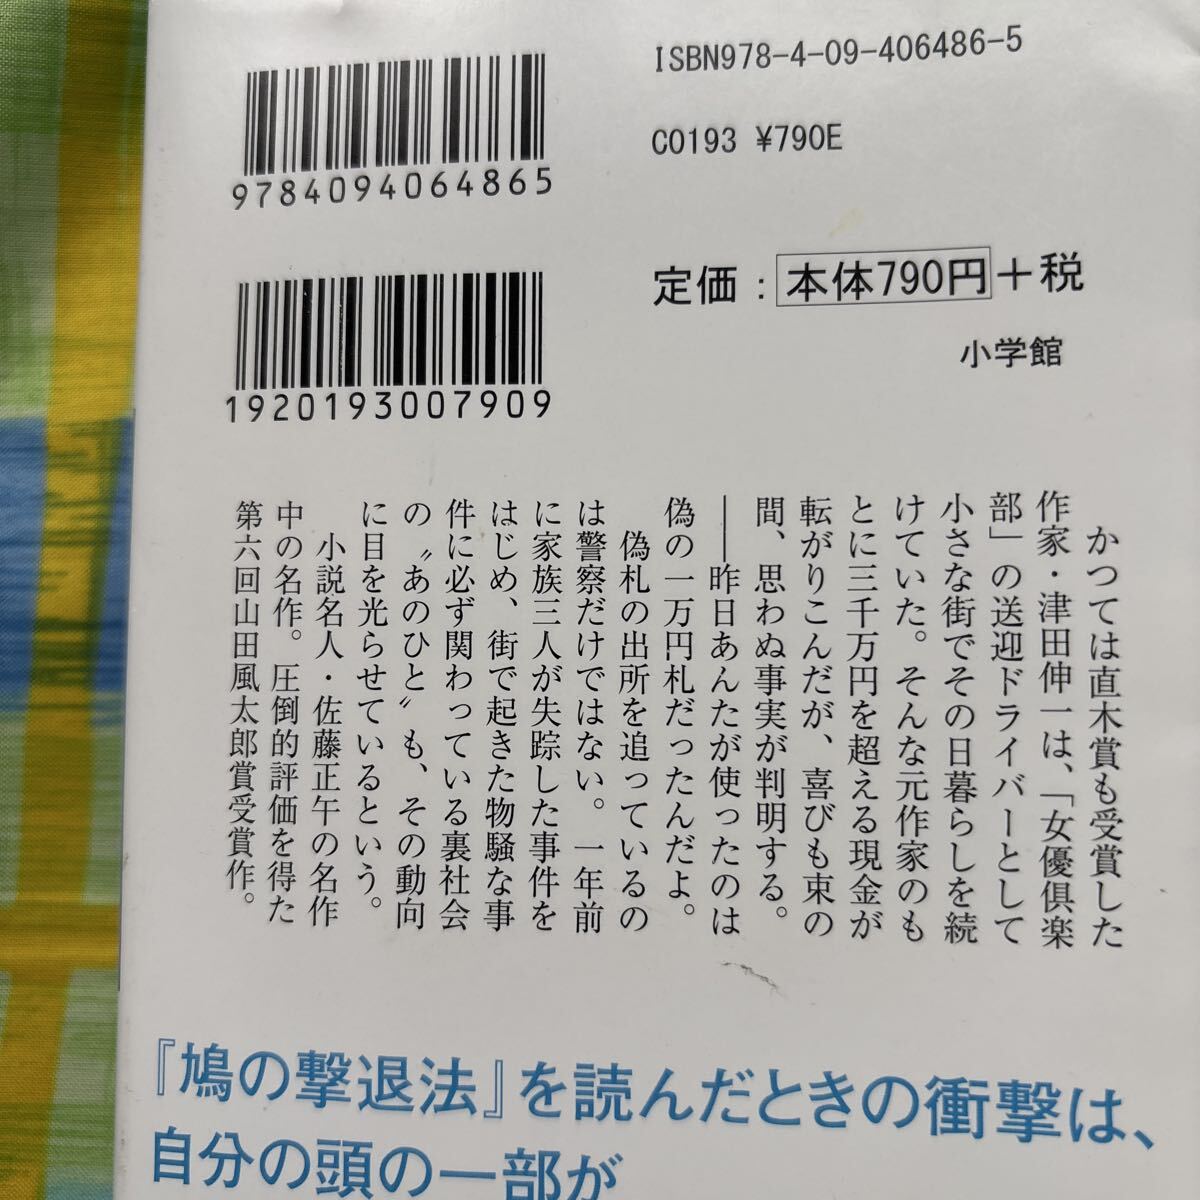 ISBN978-4-09-406486-5
C0193 ¥790E
9784094064865
定価：本体790円＋税
1920193007909
小学館
かつては直木賞も受賞した
作家・津田伸一は、「女優倶楽
部」の送迎ドライバーとして
小さな街でその日暮らしを続
けていた。そんな元作家のも
とに三千万円を超える現金が
転がりこんだが、喜びも束の
間、思わぬ事実が判明する。
――昨日あんたが使ったのは
偽の一万円札だったんだよ。
偽札の出所を追っているの
は警察だけではない。一年前
に家族三人が失踪した事件を
はじめ、街で起きた物騒な事
件に必ず関わっている裏社会
の〝あのひと〟も、その動向
に目を光らせているという。
小説名人・佐藤正午の名作
中の名作。圧倒的評価を得た
第六回山田風太郎賞受賞作。
『鳩の撃退法』を読んだときの衝撃は、
自分の頭の一部が